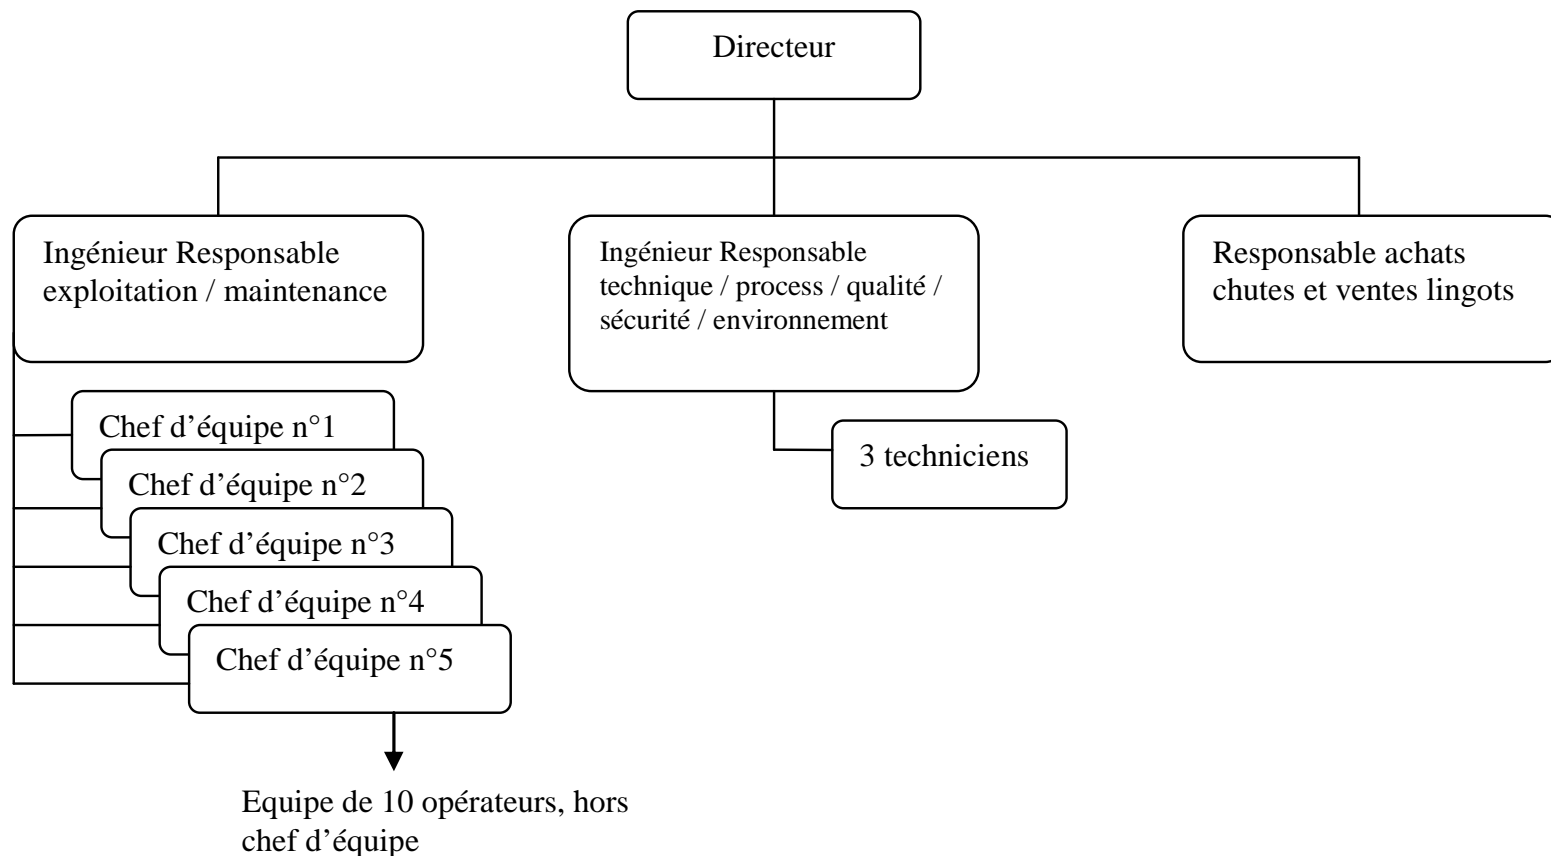 Directeur
Ingénieur Responsable
exploitation / maintenance
Ingénieur Responsable
technique / process / qualité /
sécurité / environnement
Responsable achats
chutes et ventes lingots
Chef d’équipe n°1
Chef d’équipe n°2
Chef d’équipe n°3
Chef d’équipe n°4
Chef d’équipe n°5
3 techniciens
Equipe de 10 opérateurs, hors
chef d’équipe